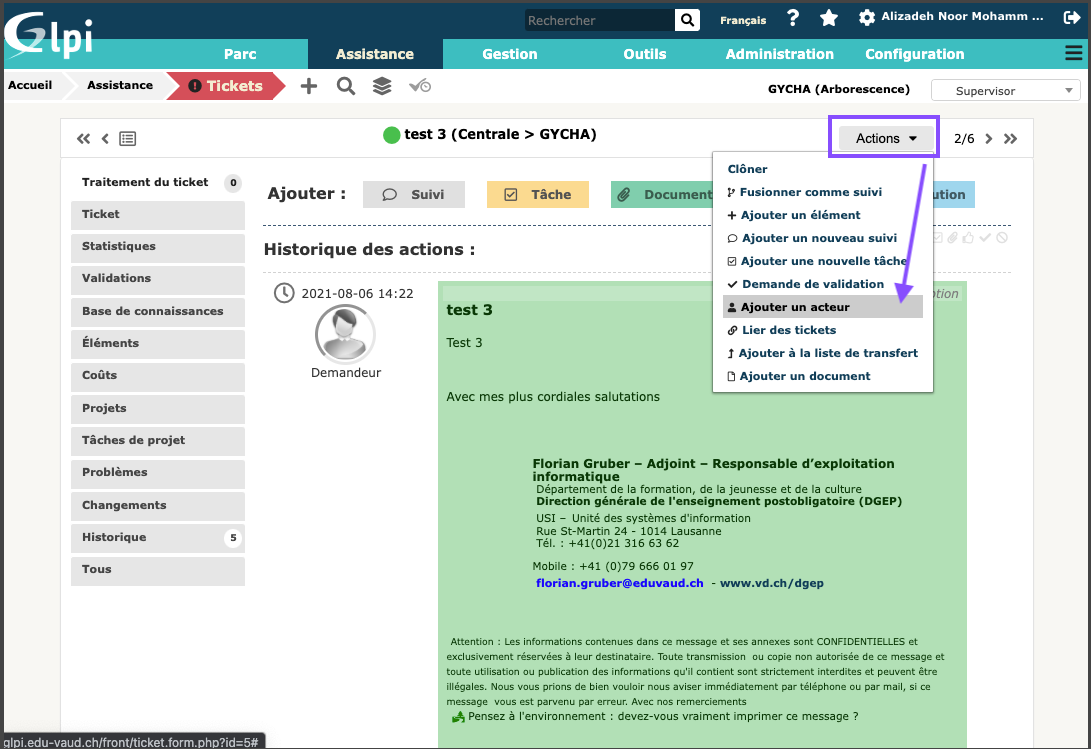 Glpi
Rechercher
Français
?
Alizadeh Noor Mohamm ...
Parc
Assistance
Gestion
Outils
Administration
Configuration
Accueil
Assistance
Tickets
GYCHA (Arborescence)
Supervisor
test 3 (Centrale > GYCHA)
Actions
2/6
Traitement du ticket 0
Ticket
Statistiques
Validations
Base de connaissances
Éléments
Coûts
Projets
Tâches de projet
Problèmes
Changements
Historique 5
Tous
Ajouter :
Suivi
Tâche
Document
ution
Clôner
Fusionner comme suivi
Ajouter un élément
Ajouter un nouveau suivi
Ajouter une nouvelle tâche
Demande de validation
Ajouter un acteur
Lier des tickets
Ajouter à la liste de transfert
Ajouter un document
Historique des actions :
2021-08-06 14:22
Demandeur
ption
test 3
Test 3
Avec mes plus cordiales salutations
Florian Gruber – Adjoint – Responsable d'exploitation
informatique
Département de la formation, de la jeunesse et de la culture
Direction générale de l'enseignement postobligatoire (DGEP)
USI – Unité des systèmes d'information
Rue St-Martin 24 - 1014 Lausanne
Tél. : +41(0)21 316 63 62
Mobile : +41 (0)79 666 01 97
florian.gruber@eduvaud.ch - www.vd.ch/dgep
Attention : Les informations contenues dans ce message et ses annexes sont CONFIDENTIELLES et
exclusivement réservées à leur destinataire. Toute transmission ou copie non autorisée de ce message et
toute utilisation ou publication des informations qu'il contient sont strictement interdites et peuvent être
illégales. Nous vous prions de bien vouloir nous aviser immédiatement par téléphone ou par mail, si ce
message vous est parvenu par erreur. Avec nos remerciements
Pensez à l'environnement : devez-vous vraiment imprimer ce message ?
glpi.edu-vaud.ch/front/ticket.form.php?id=5#